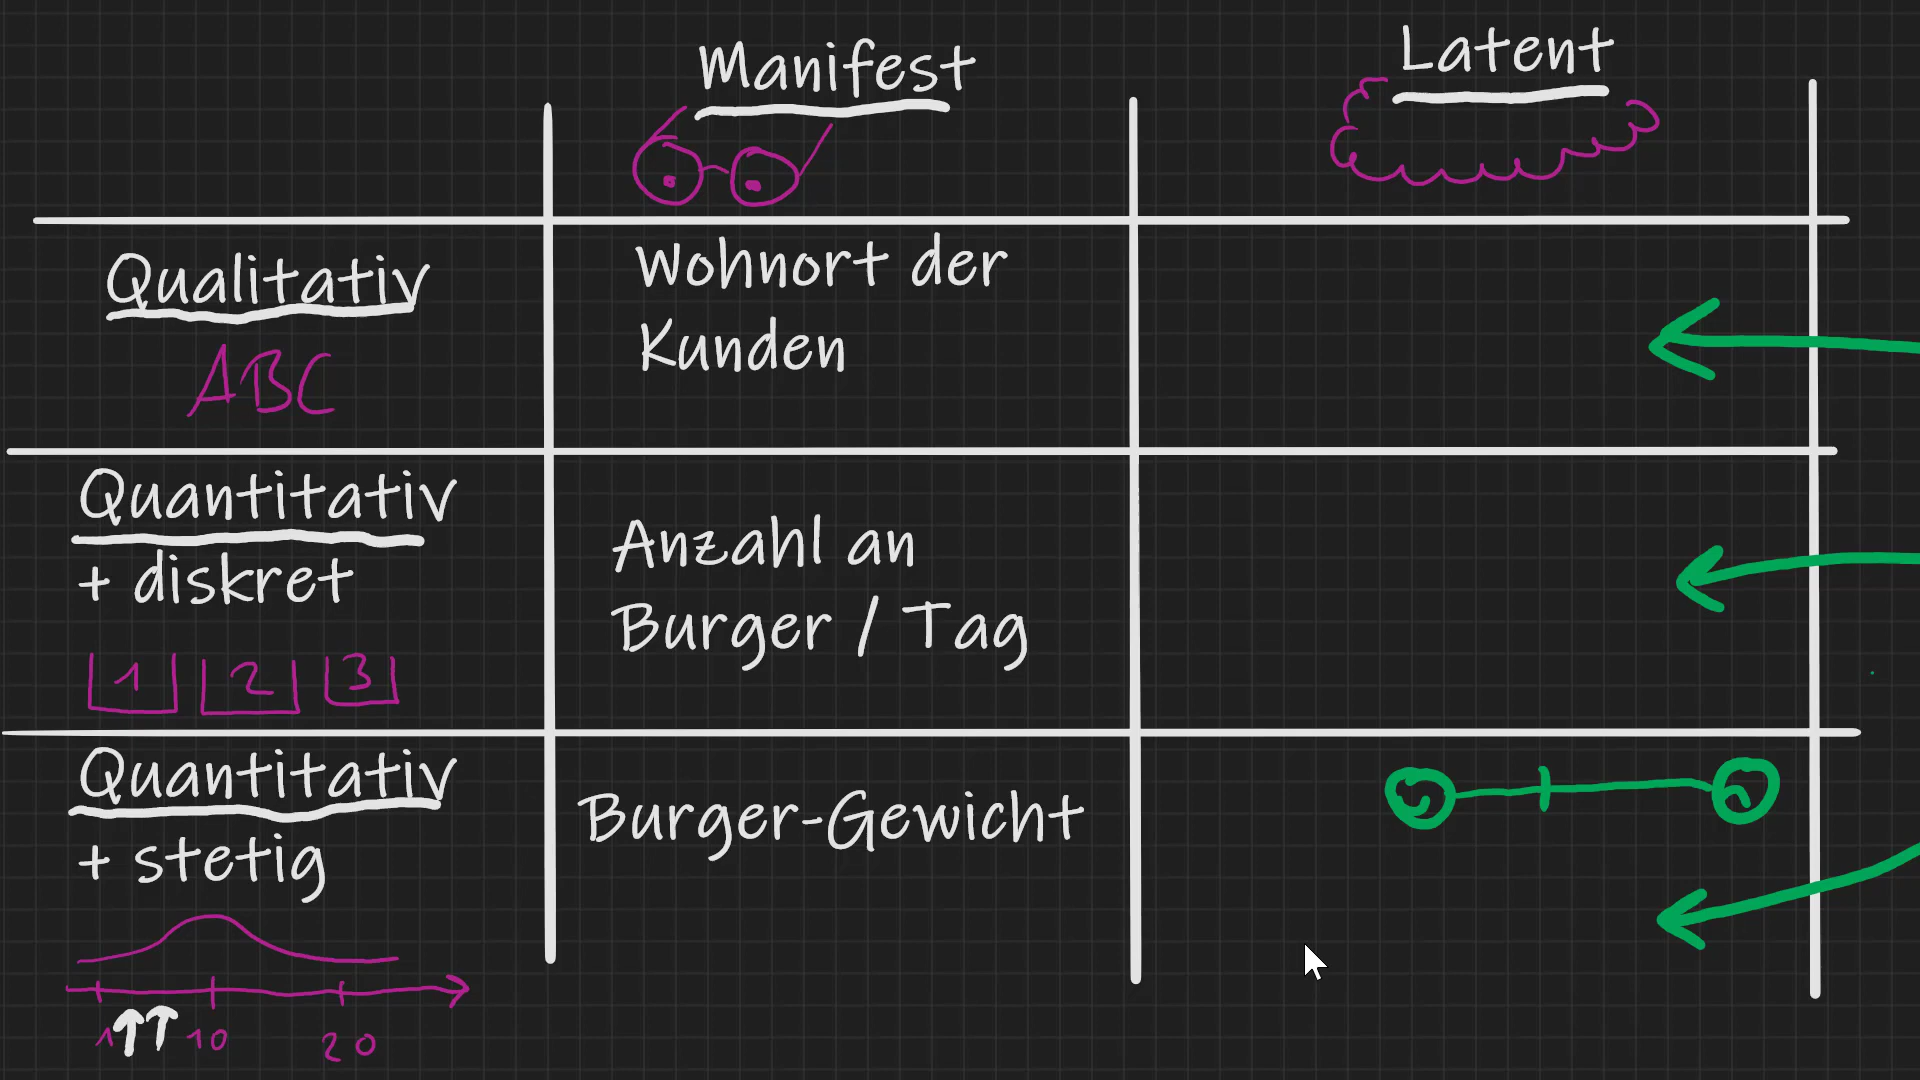 Manifest
Latent
Qualitativ
ABC
Wohnort der
Kunden
Quantitativ
+ diskret
1 2 3
Anzahl an
Burger / Tag
Quantitativ
+ stetig
1 10 20
Burger-Gewicht